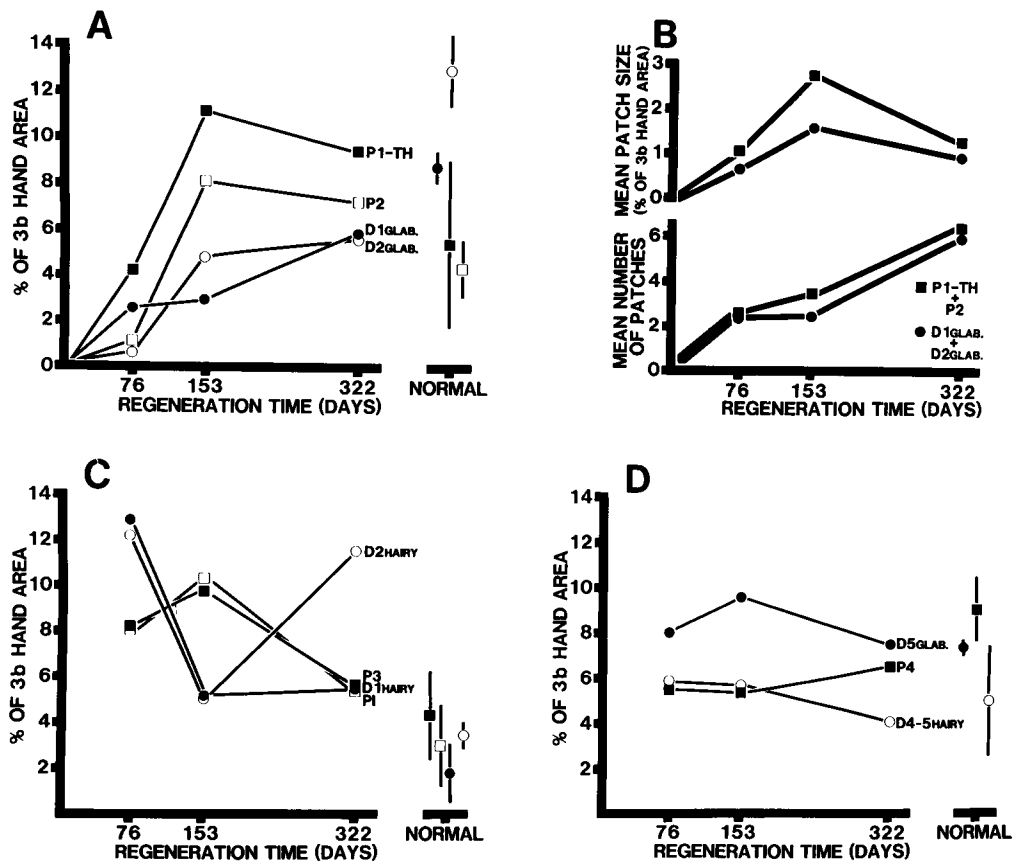 A
% OF 3b HAND AREA
14
12
10
8
6
4
2
0
P1-TH
P2
D1GLAB.
D2GLAB.
76 153 322
NORMAL
REGENERATION TIME (DAYS)
B
MEAN PATCH SIZE
(% OF 3b HAND AREA)
3
2
1
0
MEAN NUMBER
OF PATCHES
6
4
2
0
P1-TH
+
P2
D1GLAB.
+
D2GLAB.
76 153 322
REGENERATION TIME (DAYS)
C
% OF 3b HAND AREA
14
12
10
8
6
4
2
D2HAIRY
P3
D1HAIRY
P1
76 153 322
NORMAL
REGENERATION TIME (DAYS)
D
% OF 3b HAND AREA
14
12
10
8
6
4
2
D5GLAB.
P4
D4-5HAIRY
76 153 322
NORMAL
REGENERATION TIME (DAYS)